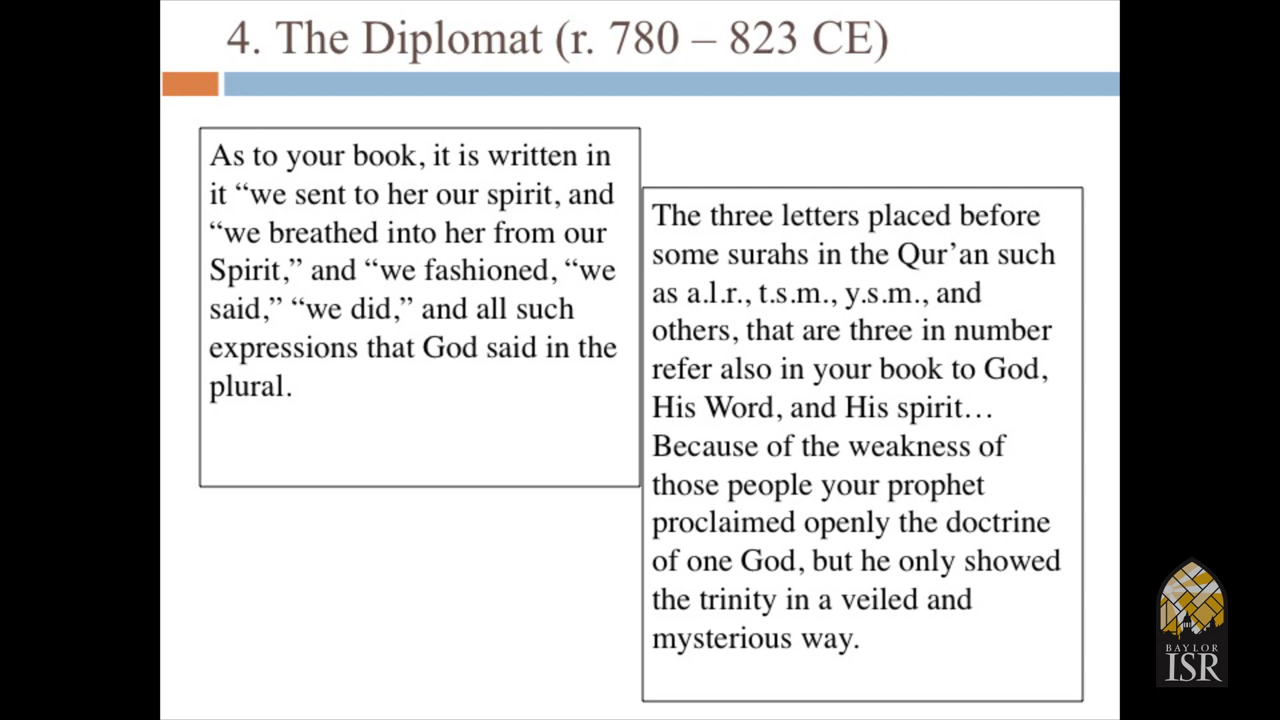 4. The Diplomat (r. 780 – 823 CE)
As to your book, it is written in
it “we sent to her our spirit, and
“we breathed into her from our
Spirit,” and “we fashioned, “we
said,” “we did,” and all such
expressions that God said in the
plural.
The three letters placed before
some surahs in the Qur’an such
as a.l.r., t.s.m., y.s.m., and
others, that are three in number
refer also in your book to God,
His Word, and His spirit…
Because of the weakness of
those people your prophet
proclaimed openly the doctrine
of one God, but he only showed
the trinity in a veiled and
mysterious way.
BAYLOR
ISR